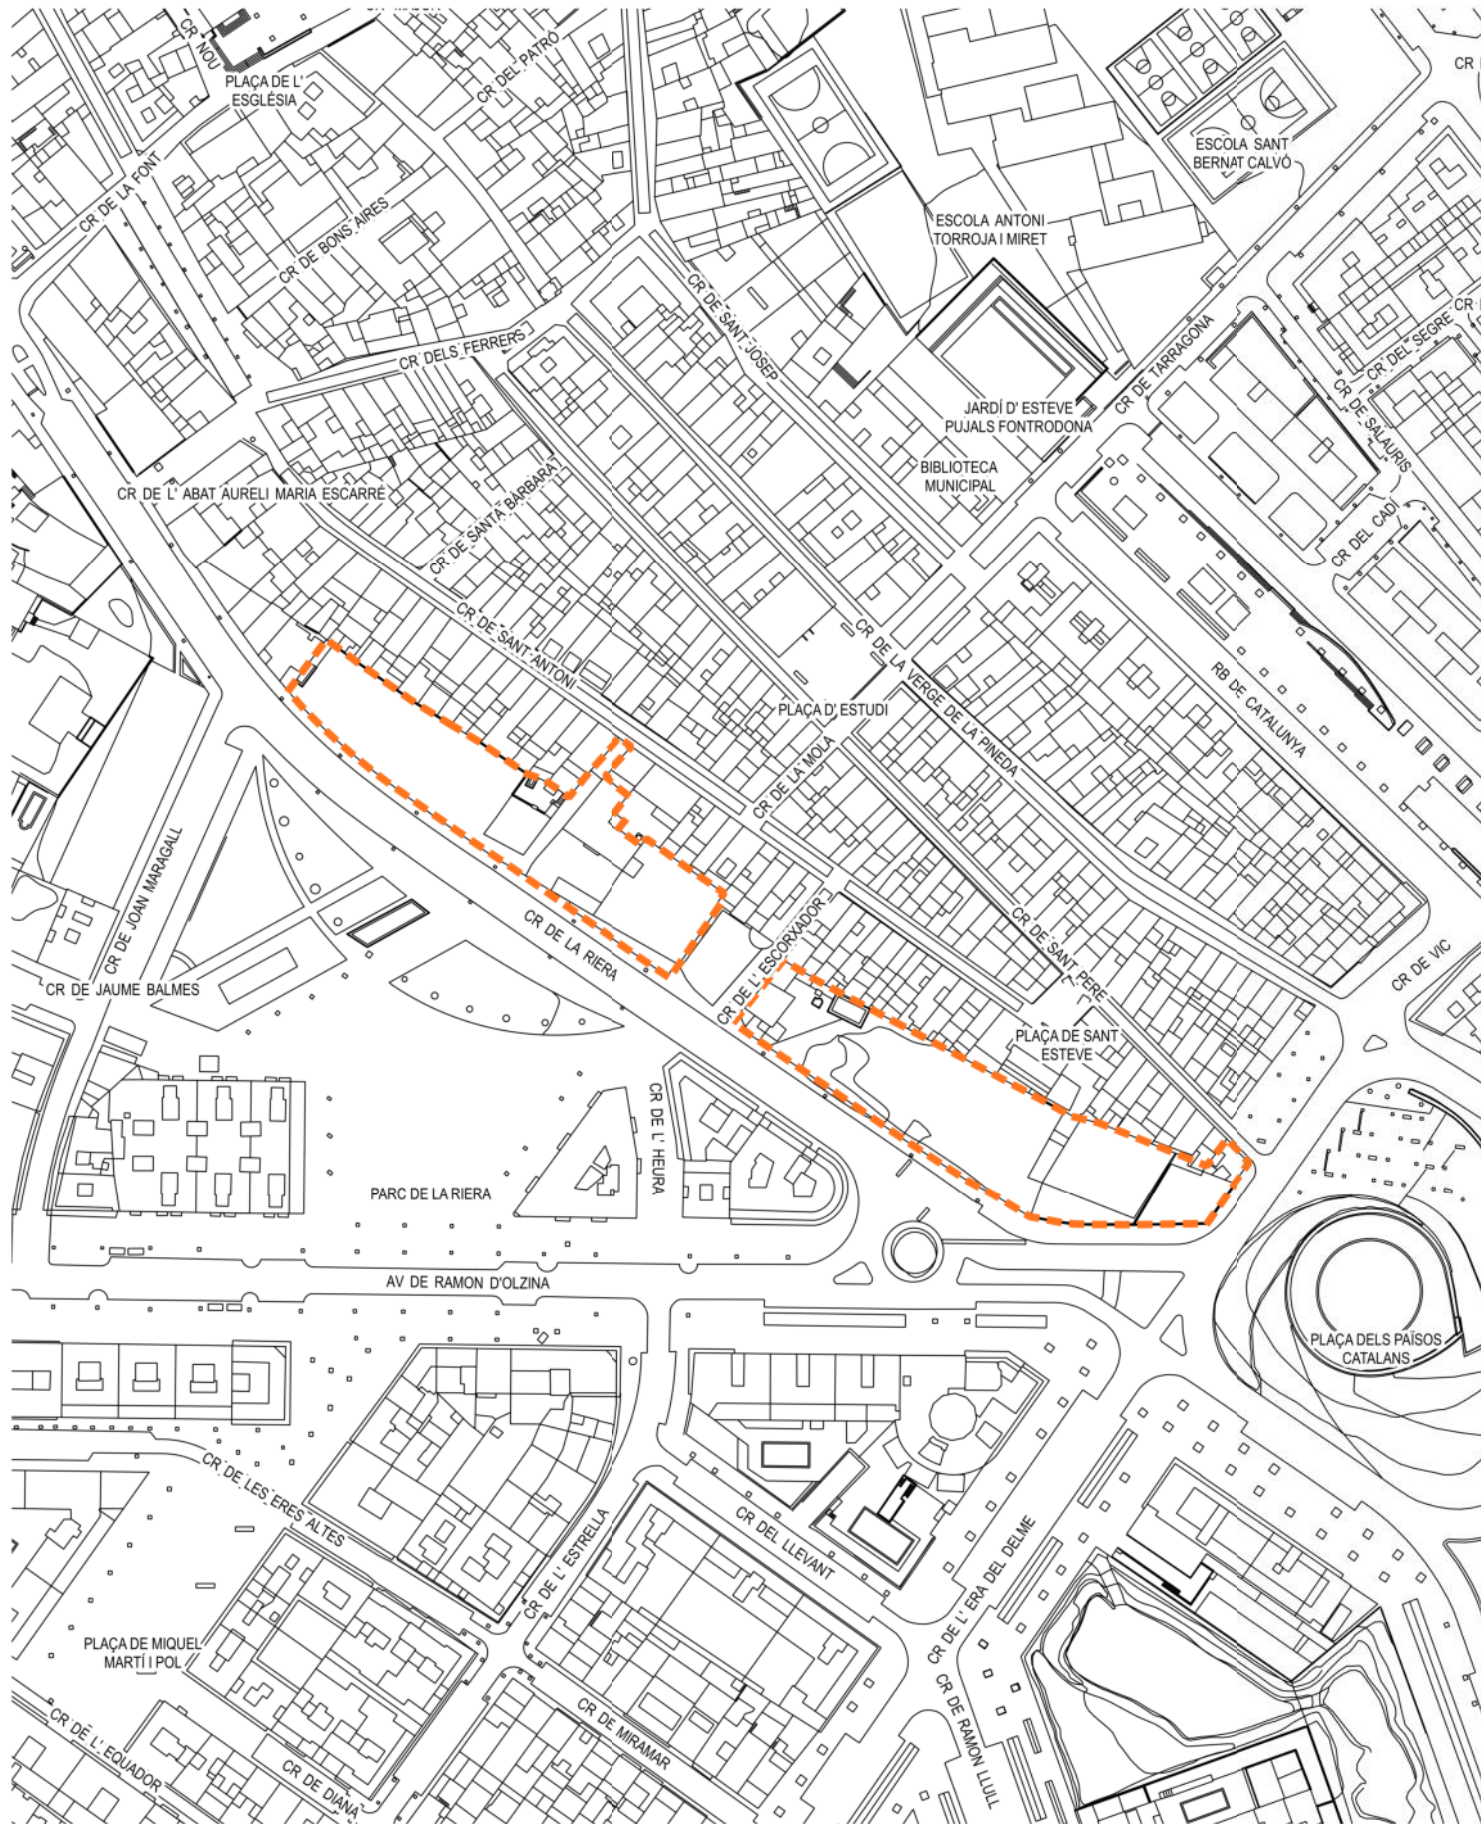 CR NOU
PLAÇA DE L'
ESGLÉSIA
CR DEL PATRÓ
CR
ESCOLA SANT
BERNAT CALVÓ
CR DE LA FONT
CR DE BONS AIRES
ESCOLA ANTONI
TORROJA I MIRET
CR DE SANT JOSEP
CR
CR DEL SEGRE
CR DELS FERRERS
CR DE TARRAGONA
JARDÍ D' ESTEVE
PUJALS FONTRODONA
CR DE SALAURIS
BIBLIOTECA
MUNICIPAL
CR DE L' ABAT AURELI MARIA ESCARRÉ
CR DE SANTA BÀRBARA
CR DEL CADÍ
CR DE SANT ANTONI
CR DE LA VERGE DE LA PINEDA
RB DE CATALUNYA
PLAÇA D' ESTUDI
CR DE LA MOLA
CR DE JOAN MARAGALL
CR DE LA RIERA
CR DE L' ESCORXADOR
CR DE SANT PERE
CR DE VIC
CR DE JAUME BALMES
PLAÇA DE SANT
ESTEVE
CR DE L' HEURA
PARC DE LA RIERA
AV DE RAMON D'OLZINA
PLAÇA DELS PAÏSOS
CATALANS
CR DE LES ERES ALTES
CR DE L' ESTRELLA
CR DEL LLEVANT
CR DE L' ERA DEL DELME
PLAÇA DE MIQUEL
MARTÍ I POL
CR DE L' EQUADOR
CR DE DIANA
CR DE MIRAMAR
CR DE RAMON LLULL